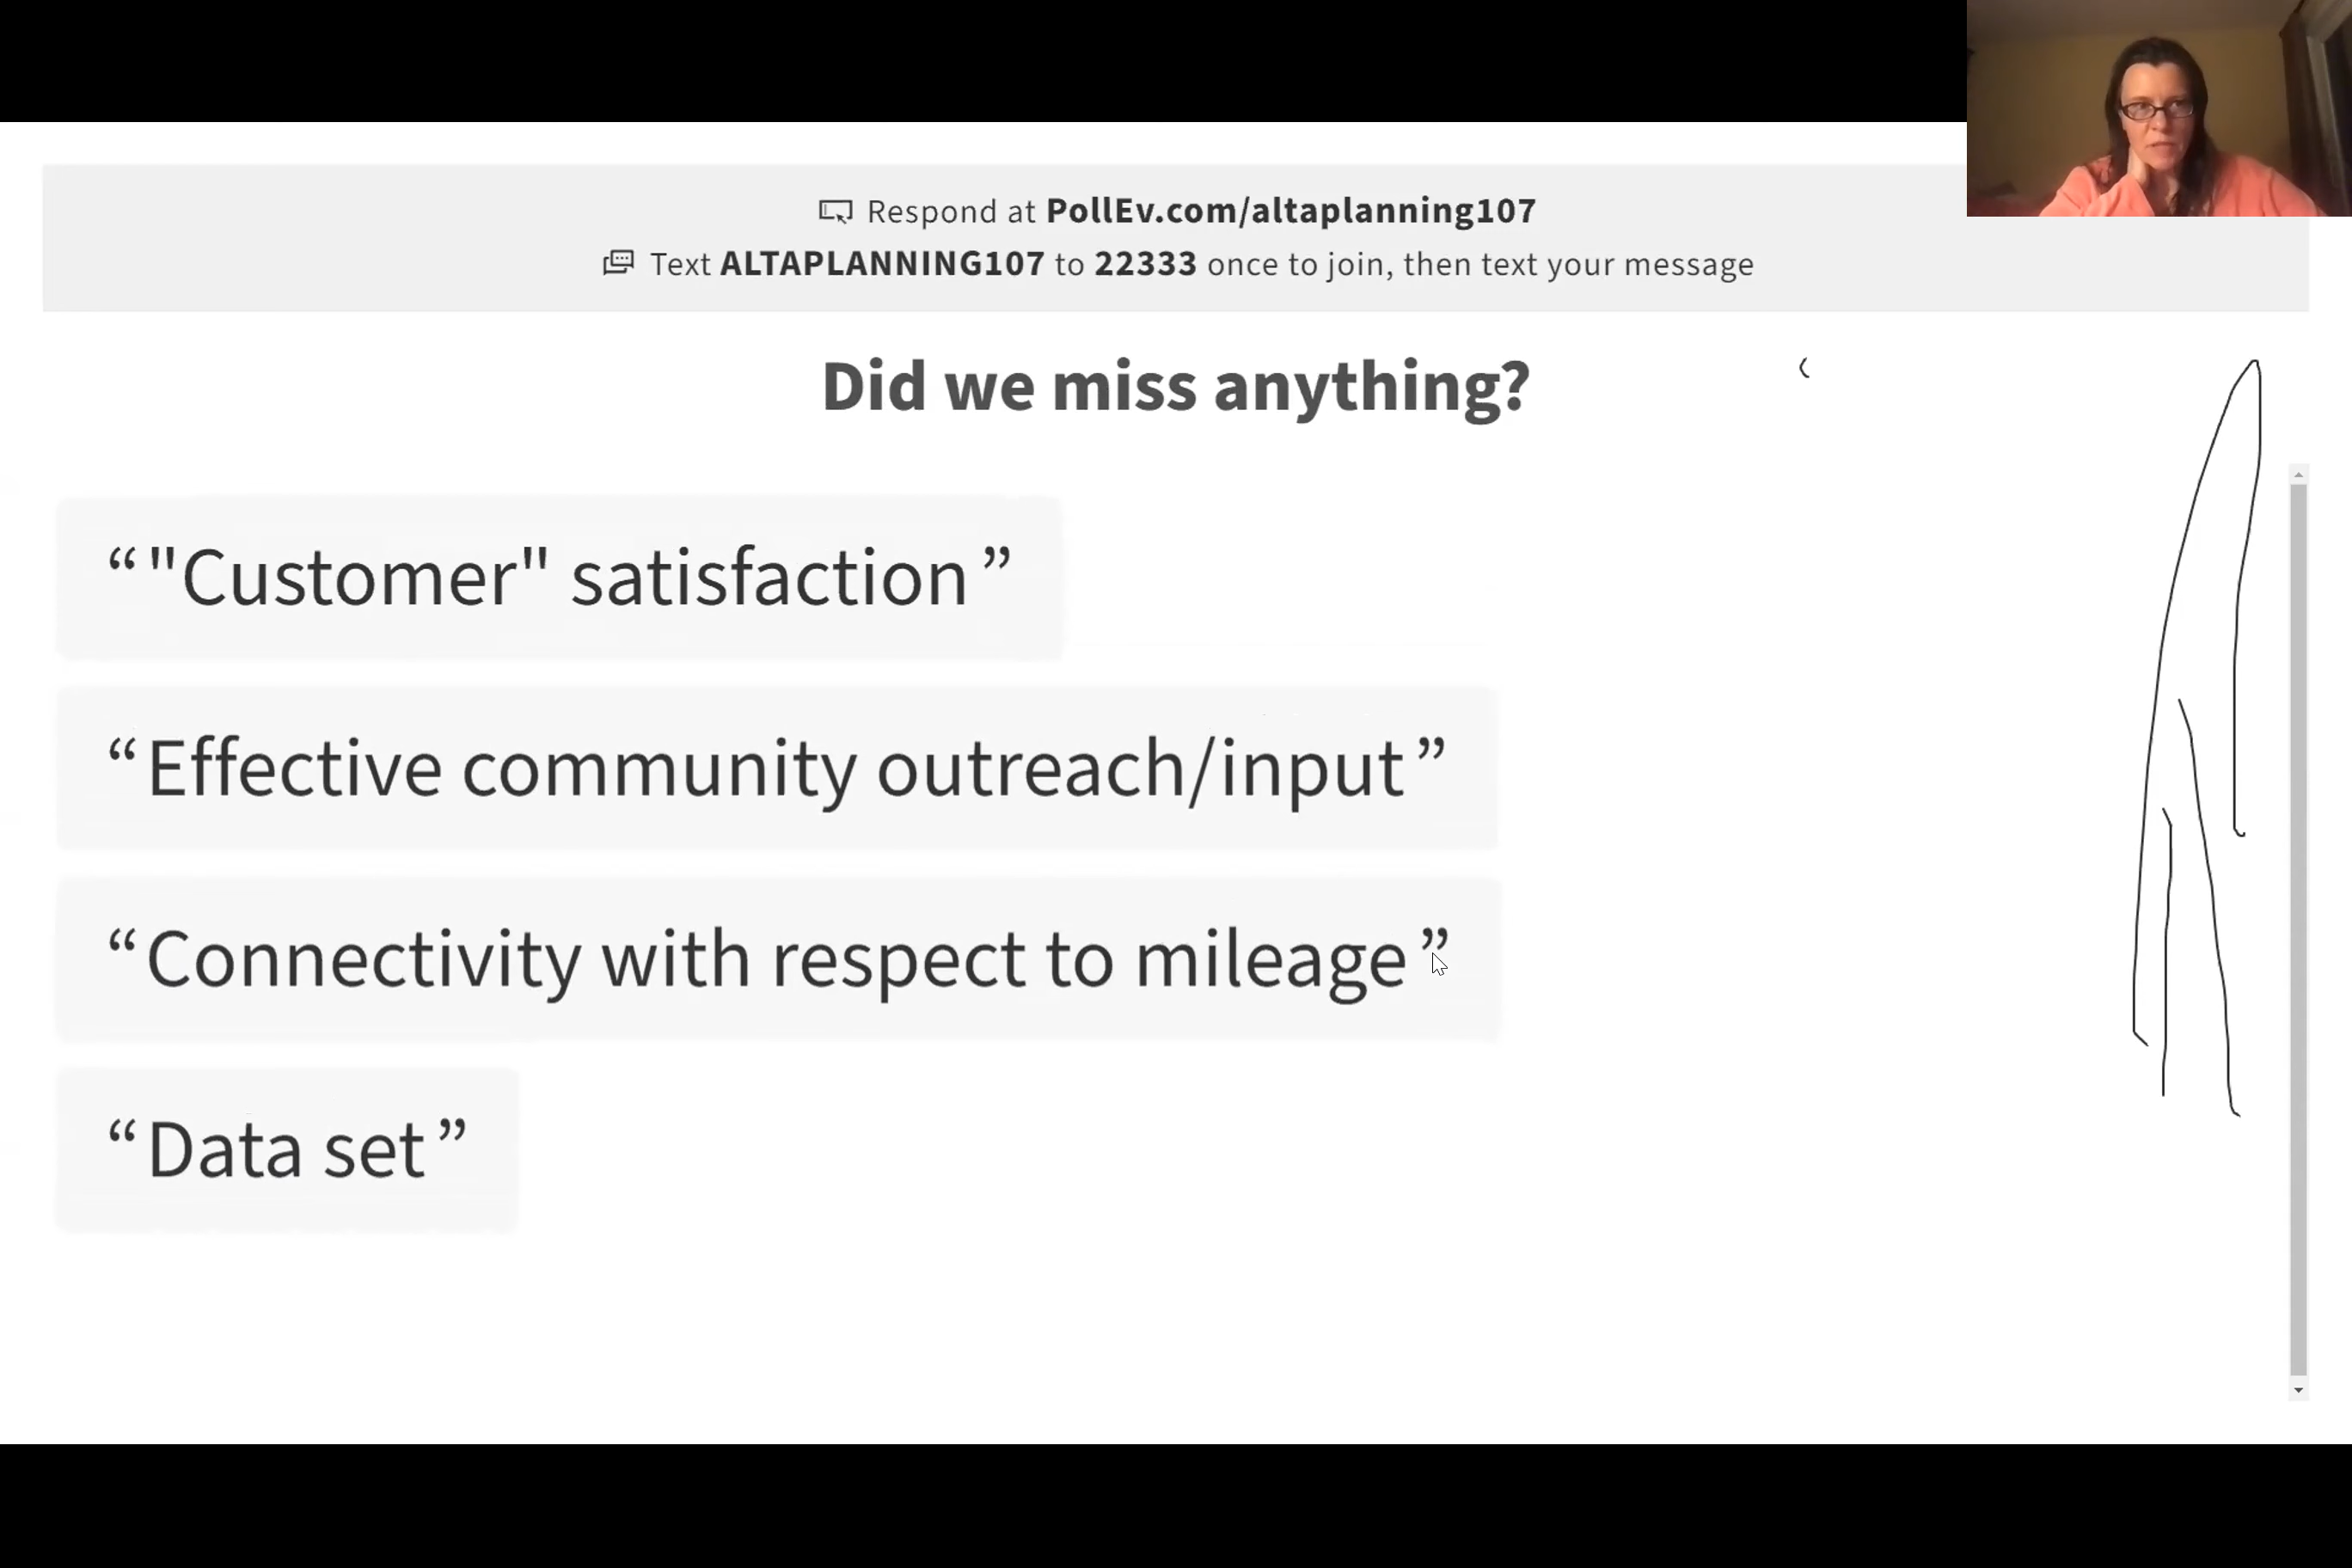 Respond at PollEv.com/altaplanning107
Text ALTAPLANNING107 to 22333 once to join, then text your message
Did we miss anything?
“"Customer" satisfaction”
“Effective community outreach/input”
“Connectivity with respect to mileage”
“Data set”